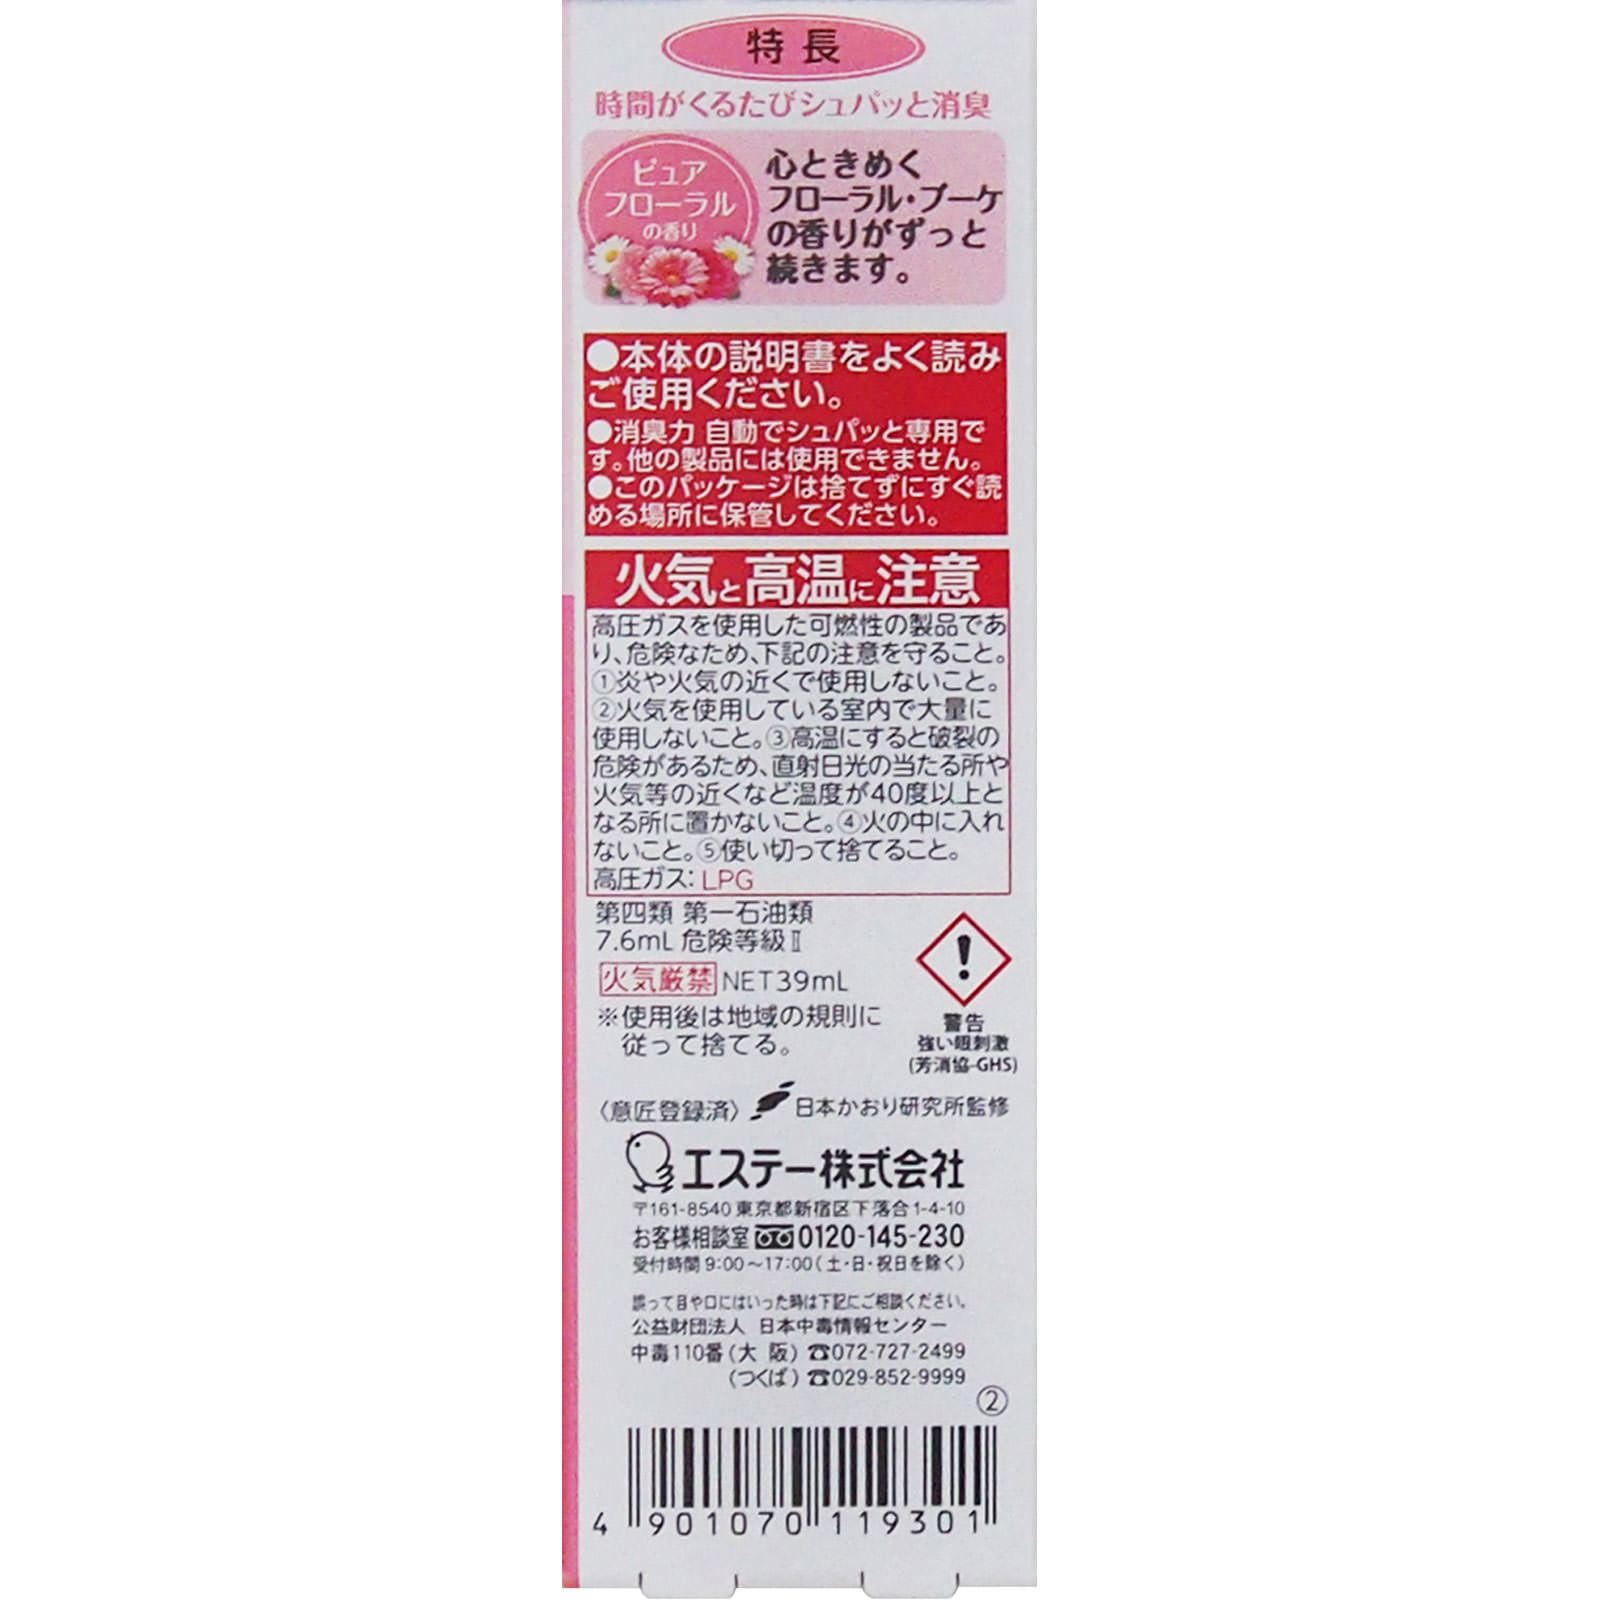 特長
時間がくるたびシュパッと消臭
ピュア
フローラル
の香り
心ときめく
フローラル・ブーケ
の香りがずっと
続きます。
●本体の説明書をよく読み
ご使用ください。
●消臭力 自動でシュパッと専用で
す。他の製品には使用できません。
●このパッケージは捨てずにすぐ読
める場所に保管してください。
火気と高温に注意
高圧ガスを使用した可燃性の製品であ
り、危険なため、下記の注意を守ること。
①炎や火気の近くで使用しないこと。
②火気を使用している室内で大量に
使用しないこと。③高温にすると破裂の
危険があるため、直射日光の当たる所や
火気等の近くなど温度が40度以上と
なる所に置かないこと。④火の中に入れ
ないこと。⑤使い切って捨てること。
高圧ガス：LPG
第四類 第一石油類
7.6mL 危険等級Ⅱ
火気厳禁 NET39mL
※使用後は地域の規則に
従って捨てる。
警告
強い眼刺激
(芳消協-GHS)
〈意匠登録済〉 日本かおり研究所監修
エステー株式会社
〒161-8540 東京都新宿区下落合1-4-10
お客様相談室 0120-145-230
受付時間 9:00～17:00(土・日・祝日を除く)
誤って目や口にはいった時は下記にご相談ください。
公益財団法人 日本中毒情報センター
中毒110番(大 阪) ☎072-727-2499
(つくば) ☎029-852-9999
②
4 901070 119301